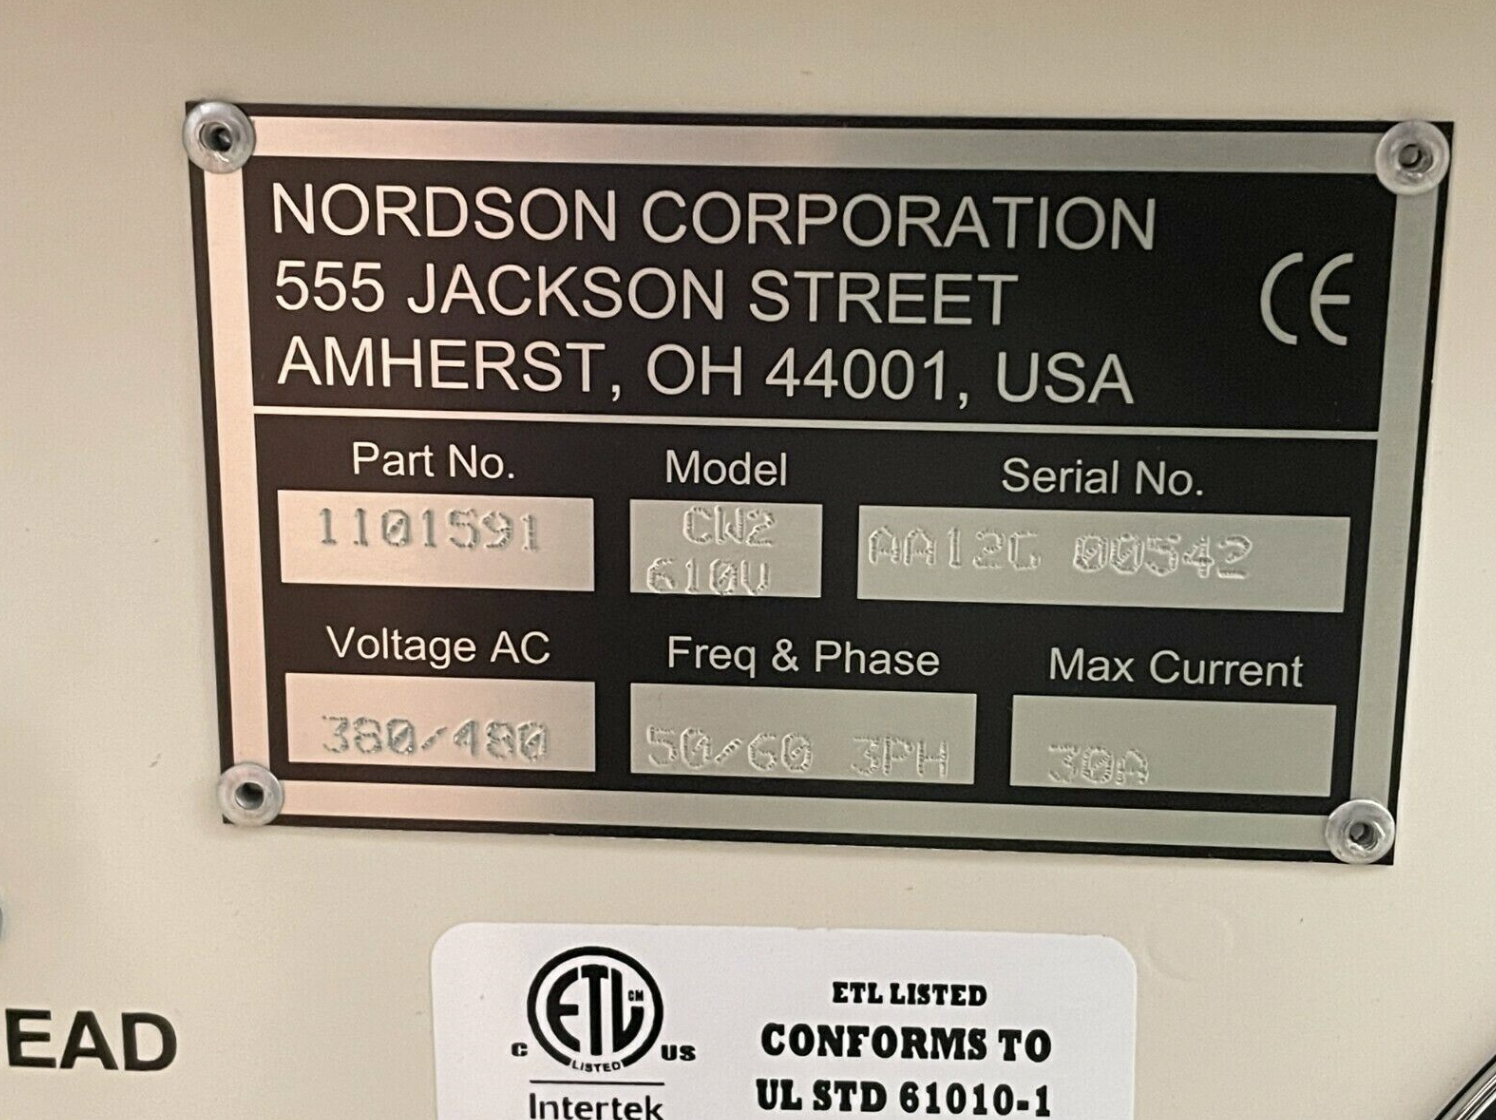 NORDSON CORPORATION
555 JACKSON STREET
AMHERST, OH 44001, USA
CE
Part No. Model Serial No.
1101591 CW2 AA12G 00542
610V
Voltage AC Freq & Phase Max Current
380/480 50/60 3PH 30A
EAD
ETL CM
LISTED
C US
Intertek
ETL LISTED
CONFORMS TO
UL STD 61010-1